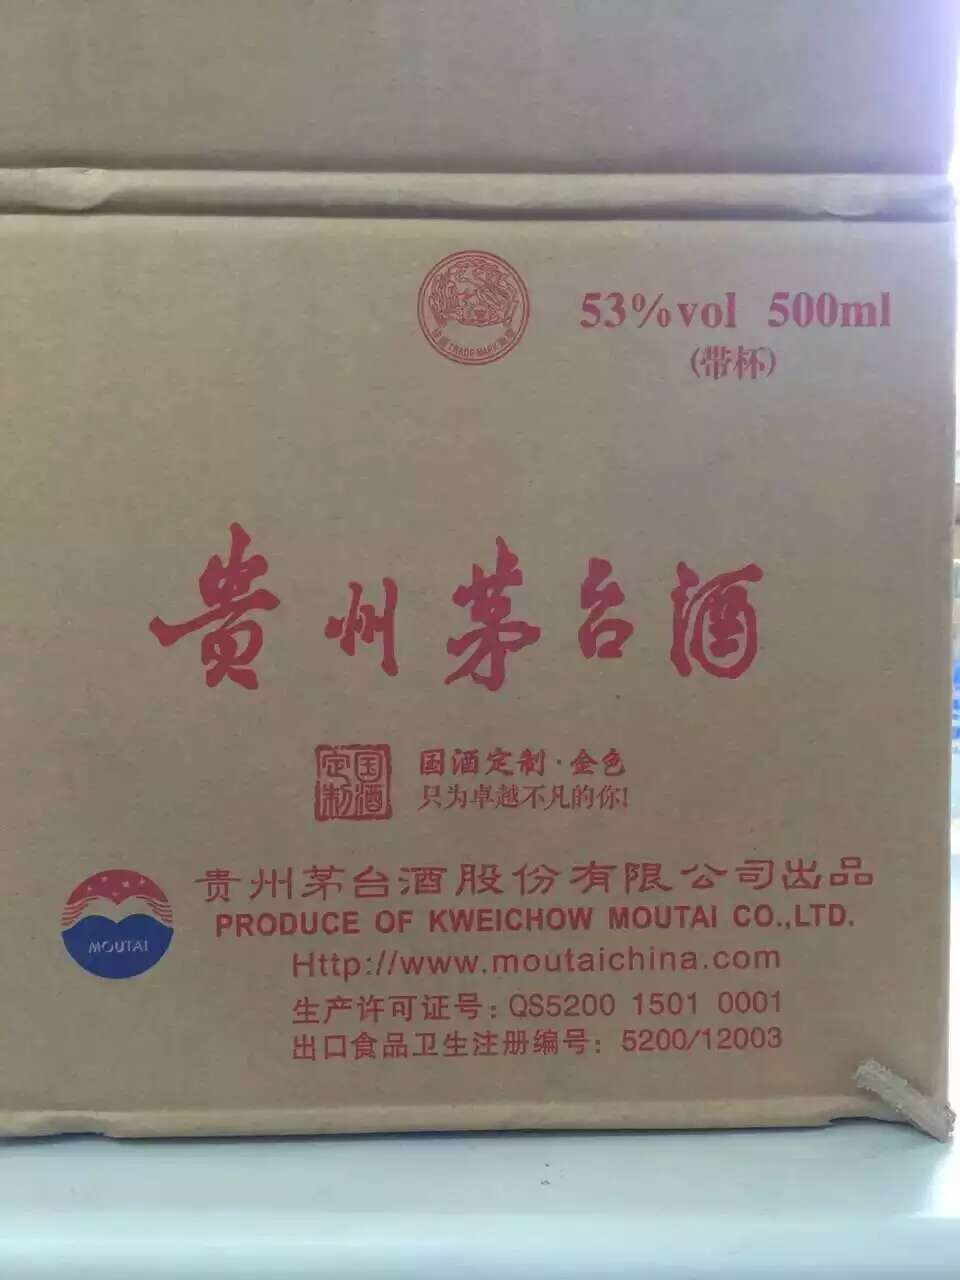 TRADE MARK
53%vol 500ml
(带杯)
贵州茅台酒
国酒定制
国酒定制·金色
只为卓越不凡的你!
MOUTAI
贵州茅台酒股份有限公司出品
PRODUCE OF KWEICHOW MOUTAI CO.,LTD.
Http://www.moutaichina.com
生产许可证号: QS5200 1501 0001
出口食品卫生注册编号: 5200/12003